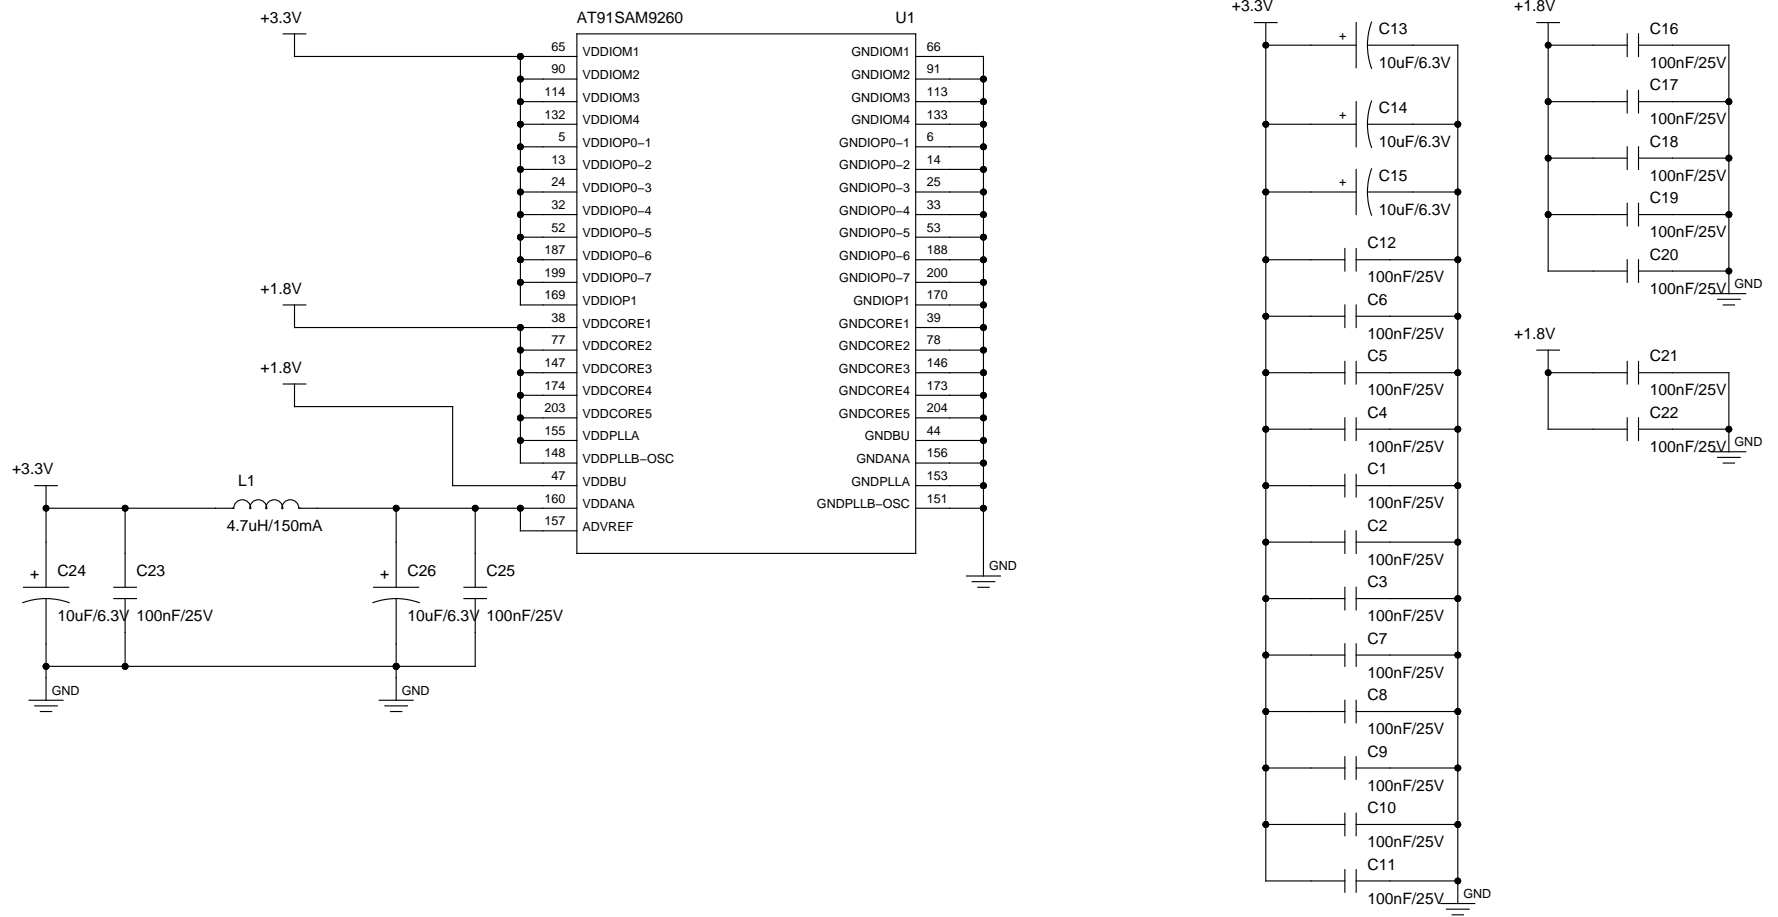 +3.3V
AT91SAM9260 U1
65 VDDIOM1 GNDIOM1 66
90 VDDIOM2 GNDIOM2 91
114 VDDIOM3 GNDIOM3 113
132 VDDIOM4 GNDIOM4 133
5 VDDIOP0-1 GNDIOP0-1 6
13 VDDIOP0-2 GNDIOP0-2 14
24 VDDIOP0-3 GNDIOP0-3 25
32 VDDIOP0-4 GNDIOP0-4 33
52 VDDIOP0-5 GNDIOP0-5 53
187 VDDIOP0-6 GNDIOP0-6 188
199 VDDIOP0-7 GNDIOP0-7 200
+1.8V
169 VDDIOP1 GNDIOP1 170
38 VDDCORE1 GNDCORE1 39
77 VDDCORE2 GNDCORE2 78
+1.8V
147 VDDCORE3 GNDCORE3 146
174 VDDCORE4 GNDCORE4 173
203 VDDCORE5 GNDCORE5 204
155 VDDPLLA GNDBU 44
148 VDDPLLB-OSC GNDANA 156
47 VDDBU GNDPLLA 153
160 VDDANA GNDPLLB-OSC 151
157 ADVREF
GND
+3.3V
L1
4.7uH/150mA
+ C24 C23 + C26 C25
10uF/6.3V 100nF/25V 10uF/6.3V 100nF/25V
GND GND
+3.3V
+ C13
10uF/6.3V
+ C14
10uF/6.3V
+ C15
10uF/6.3V
C12
100nF/25V
C6
100nF/25V
C5
100nF/25V
C4
100nF/25V
C1
100nF/25V
C2
100nF/25V
C3
100nF/25V
C7
100nF/25V
C8
100nF/25V
C9
100nF/25V
C10
100nF/25V
C11
100nF/25V GND
+1.8V
C16
100nF/25V
C17
100nF/25V
C18
100nF/25V
C19
100nF/25V
C20
100nF/25V GND
+1.8V
C21
100nF/25V
C22
100nF/25V GND